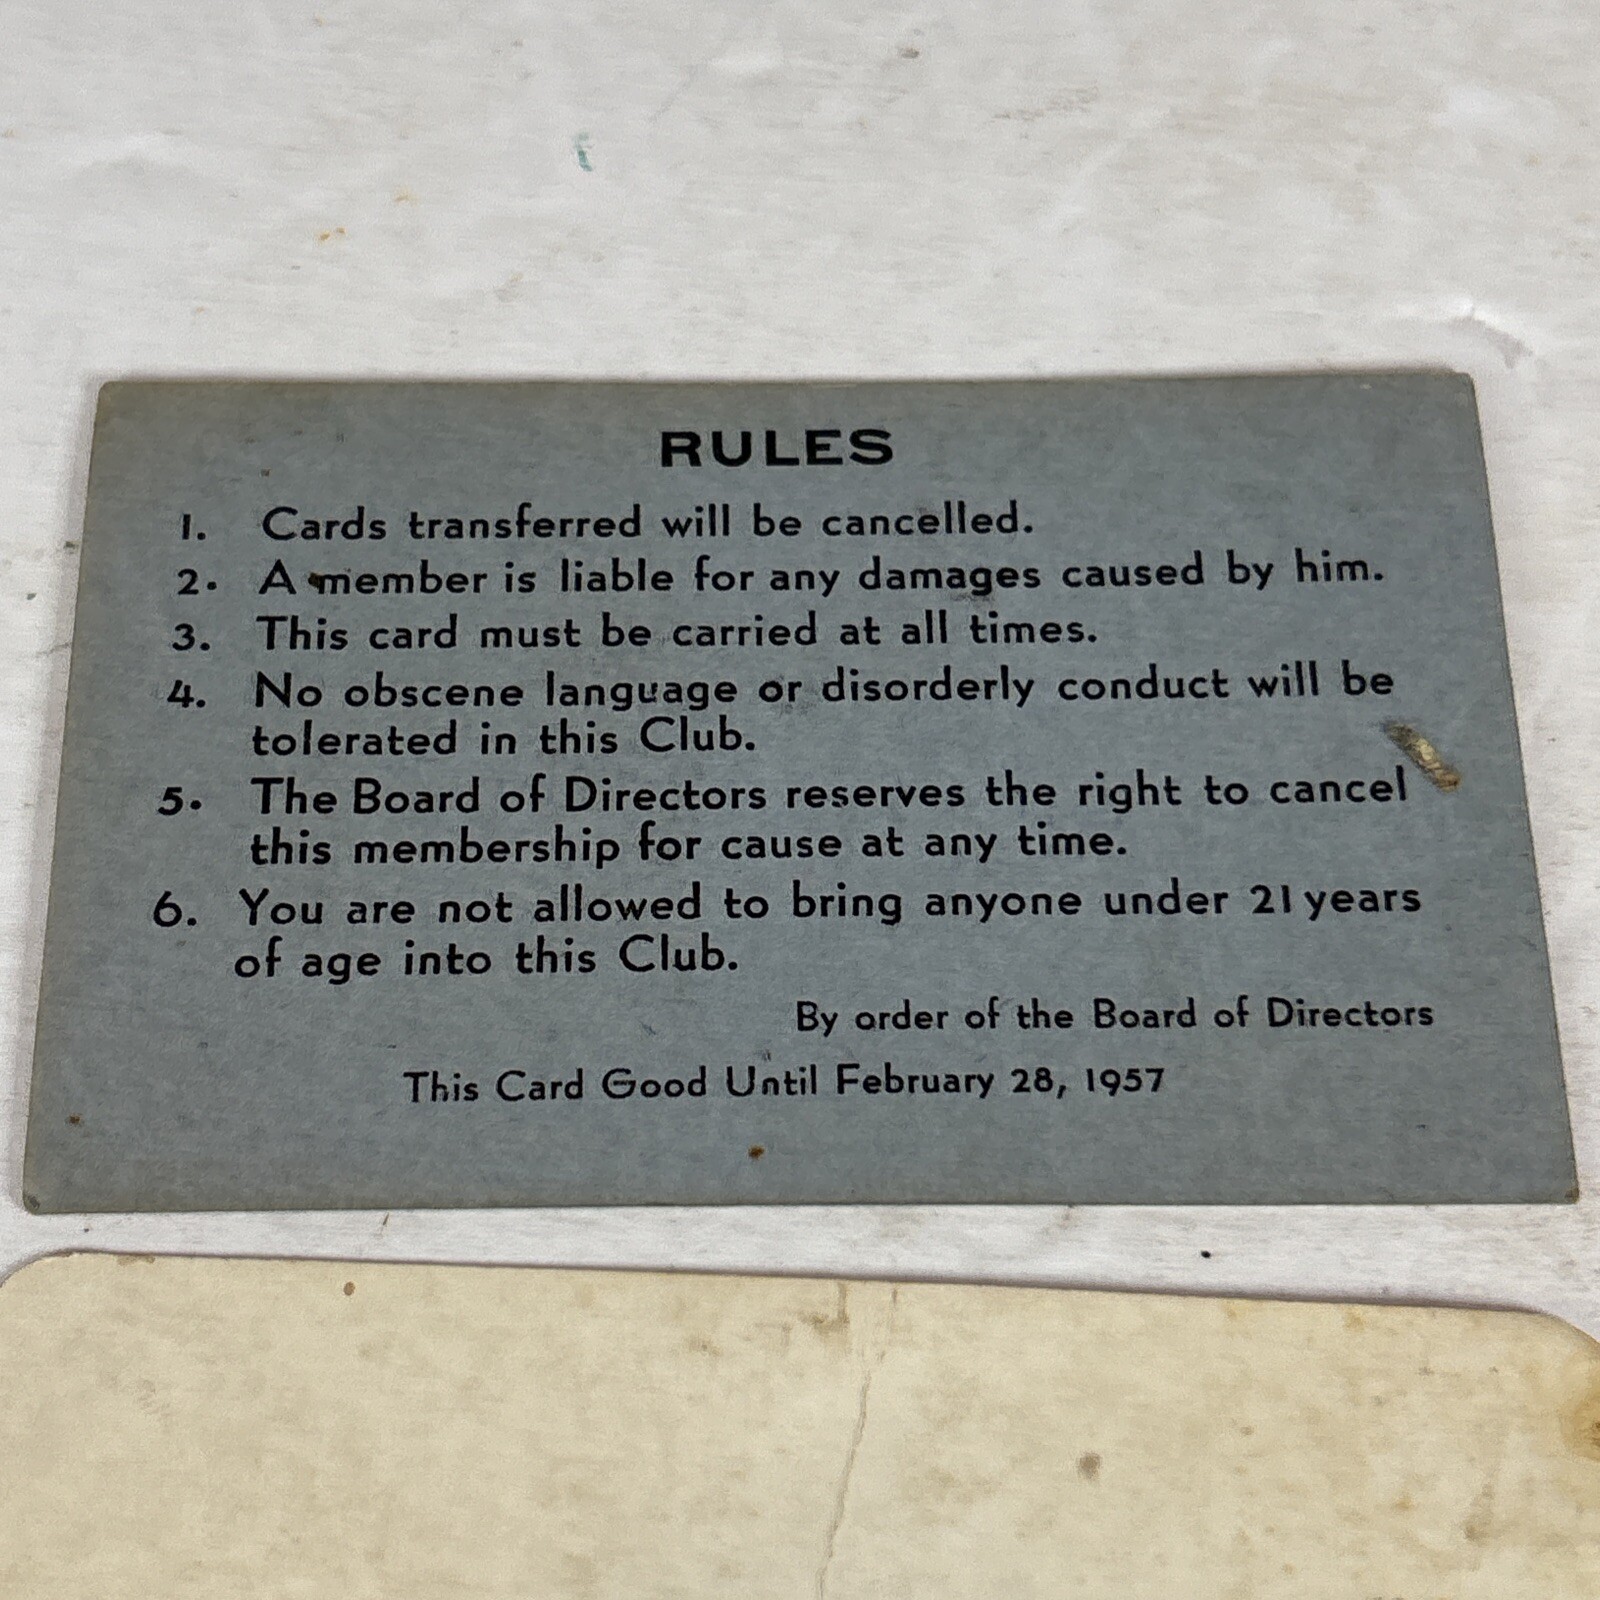 RULES
1. Cards transferred will be cancelled.
2. A member is liable for any damages caused by him.
3. This card must be carried at all times.
4. No obscene language or disorderly conduct will be
tolerated in this Club.
5. The Board of Directors reserves the right to cancel
this membership for cause at any time.
6. You are not allowed to bring anyone under 21 years
of age into this Club.
By order of the Board of Directors
This Card Good Until February 28, 1957